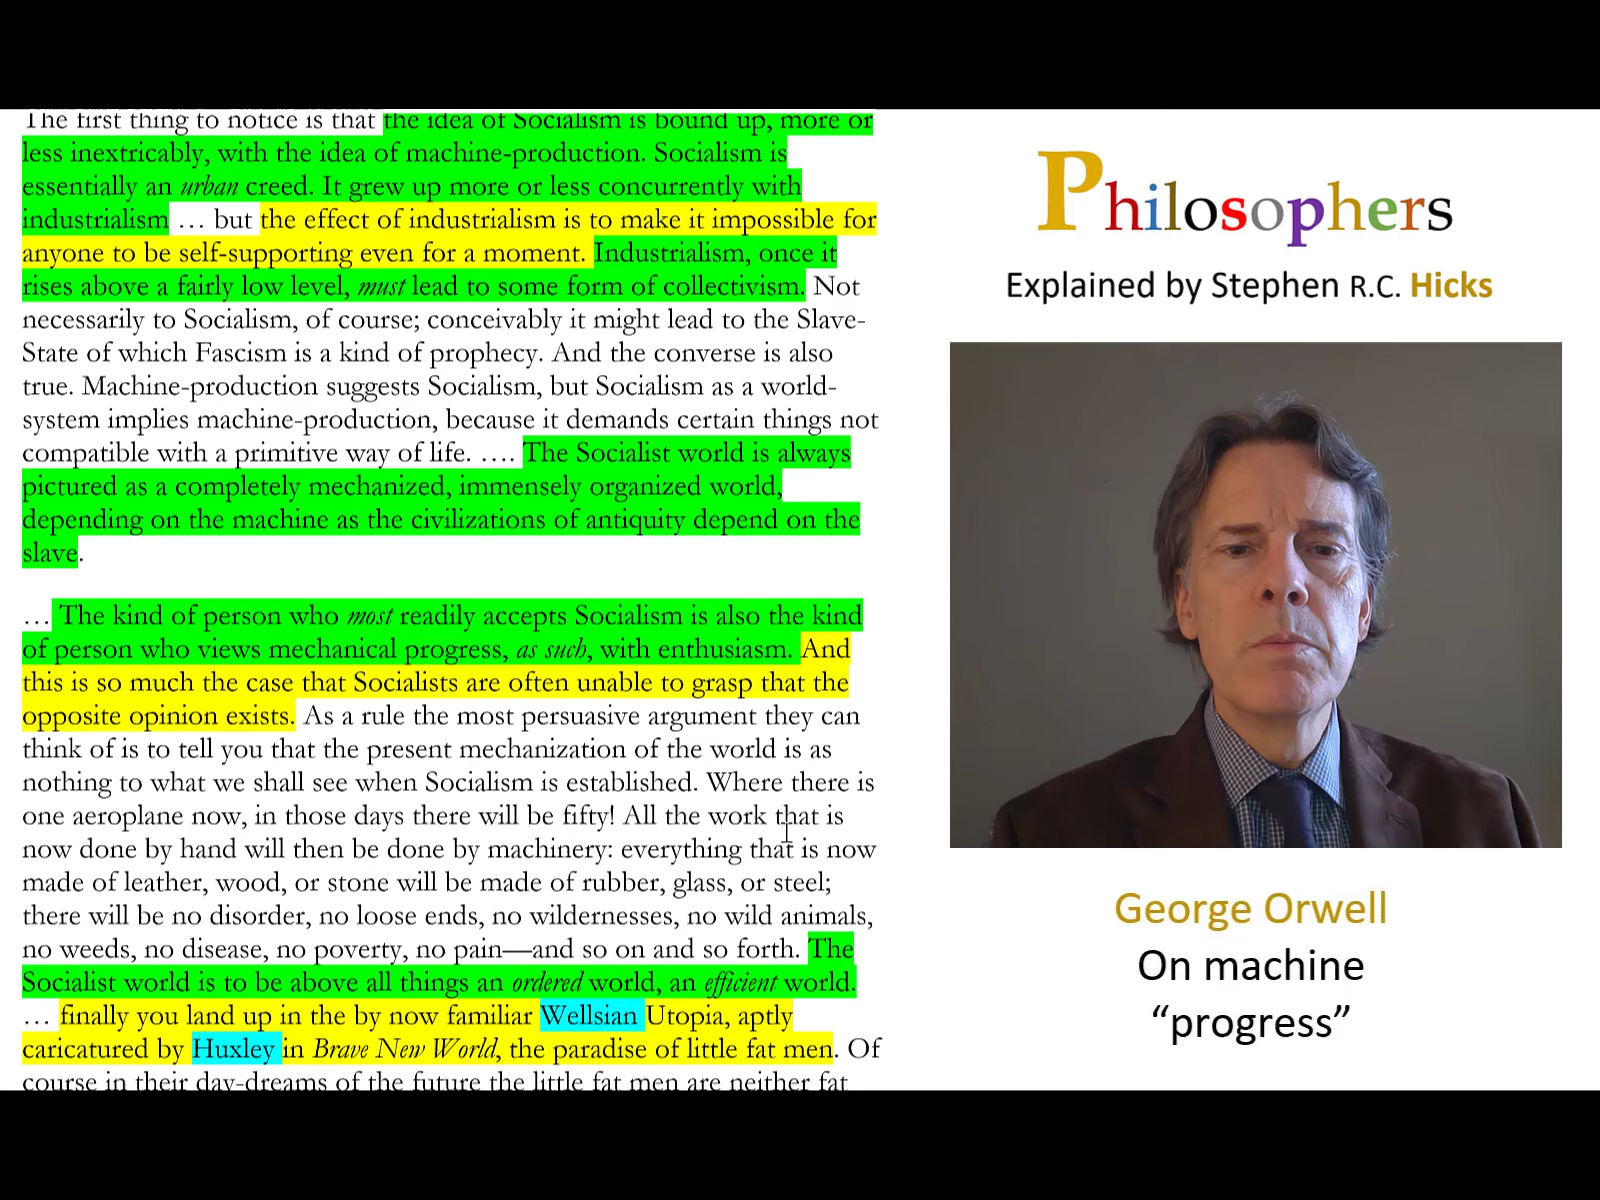 The first thing to notice is that the idea of Socialism is bound up, more or
less inextricably, with the idea of machine-production. Socialism is
essentially an urban creed. It grew up more or less concurrently with
industrialism … but the effect of industrialism is to make it impossible for
anyone to be self-supporting even for a moment. Industrialism, once it
rises above a fairly low level, must lead to some form of collectivism. Not
necessarily to Socialism, of course; conceivably it might lead to the Slave-
State of which Fascism is a kind of prophecy. And the converse is also
true. Machine-production suggests Socialism, but Socialism as a world-
system implies machine-production, because it demands certain things not
compatible with a primitive way of life. …. The Socialist world is always
pictured as a completely mechanized, immensely organized world,
depending on the machine as the civilizations of antiquity depend on the
slave.
… The kind of person who most readily accepts Socialism is also the kind
of person who views mechanical progress, as such, with enthusiasm. And
this is so much the case that Socialists are often unable to grasp that the
opposite opinion exists. As a rule the most persuasive argument they can
think of is to tell you that the present mechanization of the world is as
nothing to what we shall see when Socialism is established. Where there is
one aeroplane now, in those days there will be fifty! All the work that is
now done by hand will then be done by machinery: everything that is now
made of leather, wood, or stone will be made of rubber, glass, or steel;
there will be no disorder, no loose ends, no wildernesses, no wild animals,
no weeds, no disease, no poverty, no pain—and so on and so forth. The
Socialist world is to be above all things an ordered world, an efficient world.
… finally you land up in the by now familiar Wellsian Utopia, aptly
caricatured by Huxley in Brave New World, the paradise of little fat men. Of
course in their day-dreams of the future the little fat men are neither fat
Philosophers
Explained by Stephen R.C. Hicks
George Orwell
On machine
“progress”